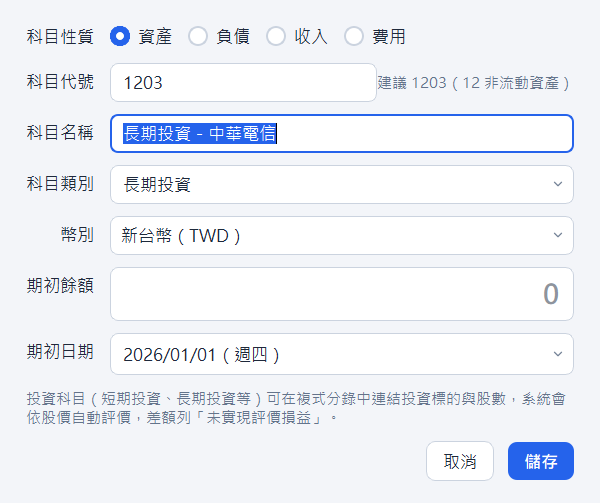 科目性質 資產 負債 收入 費用
科目代號 1203 建議 1203（12 非流動資產）
科目名稱 長期投資 - 中華電信
科目類別 長期投資
幣別 新台幣（TWD）
期初餘額 0
期初日期 2026/01/01（週四）
投資科目（短期投資、長期投資等）可在複式分錄中連結投資標的與股數，系統會
依股價自動評價，差額列「未實現評價損益」。
取消 儲存